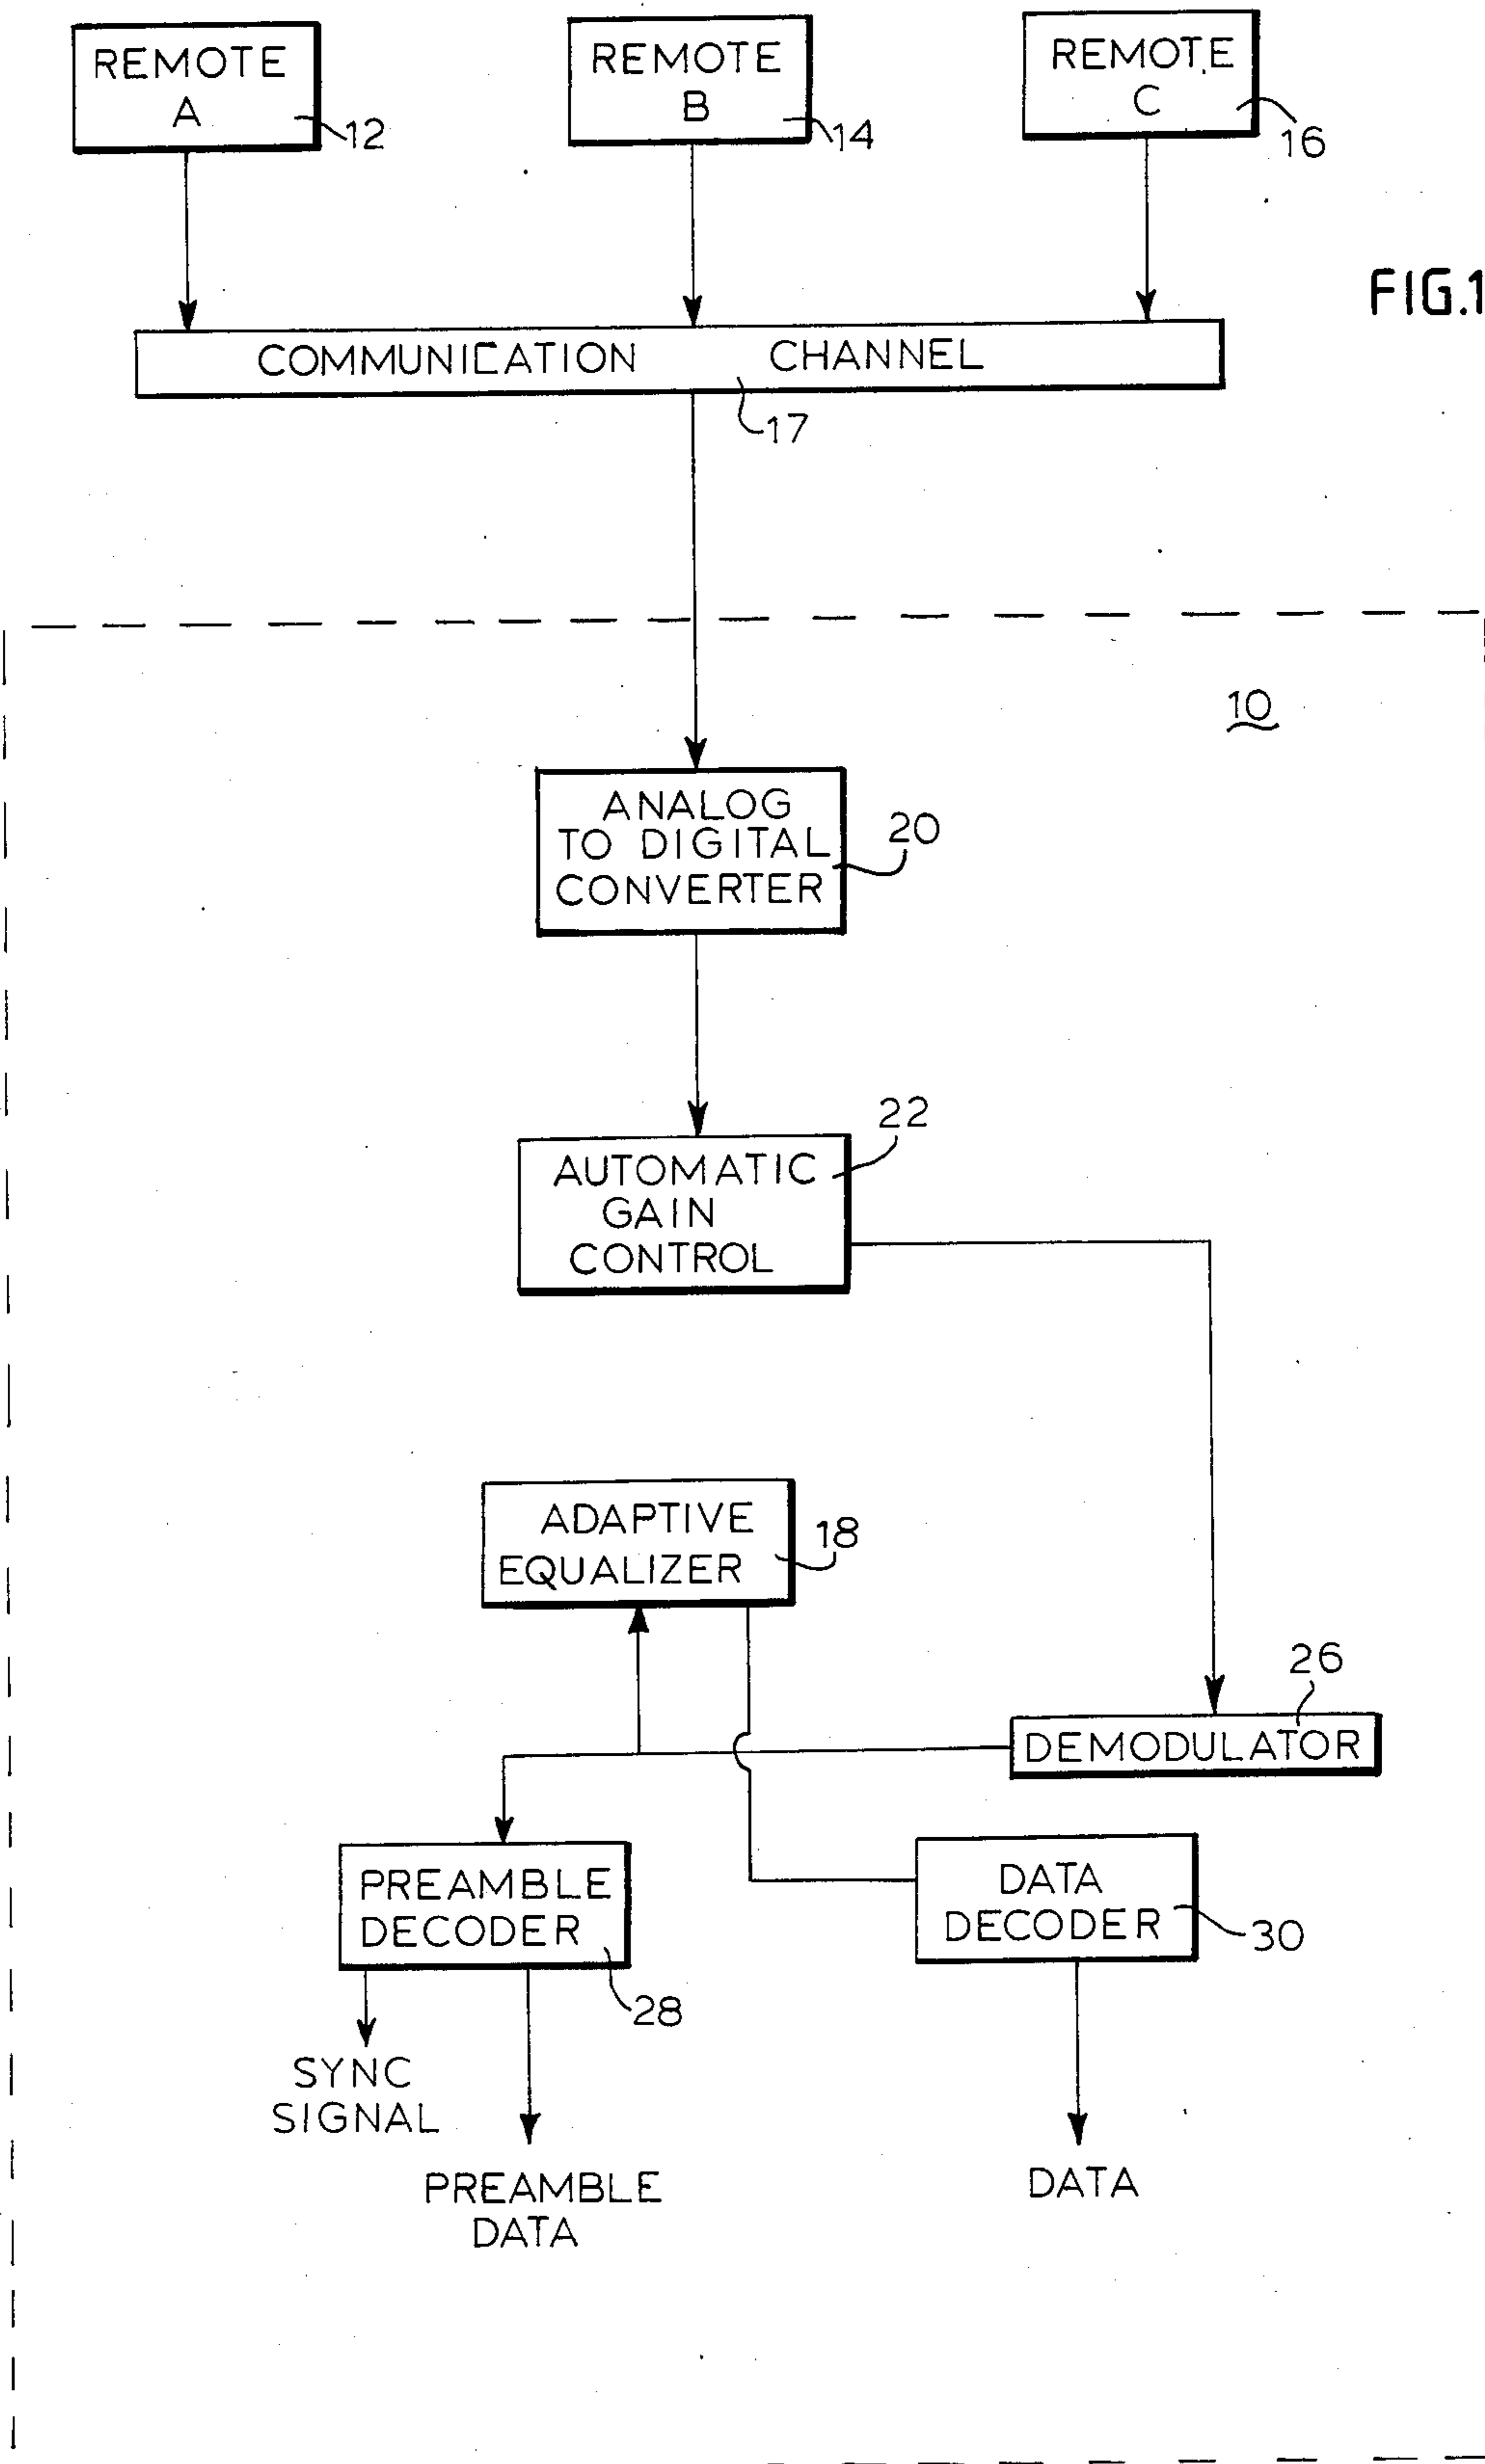 REMOTE
A
12
REMOTE
B
14
REMOTE
C
16
FIG.1
COMMUNICATION CHANNEL
17
10
ANALOG
TO DIGITAL
CONVERTER
20
22
AUTOMATIC
GAIN
CONTROL
ADAPTIVE
EQUALIZER
18
26
DEMODULATOR
PREAMBLE
DECODER
28
DATA
DECODER
30
SYNC
SIGNAL
PREAMBLE
DATA
DATA